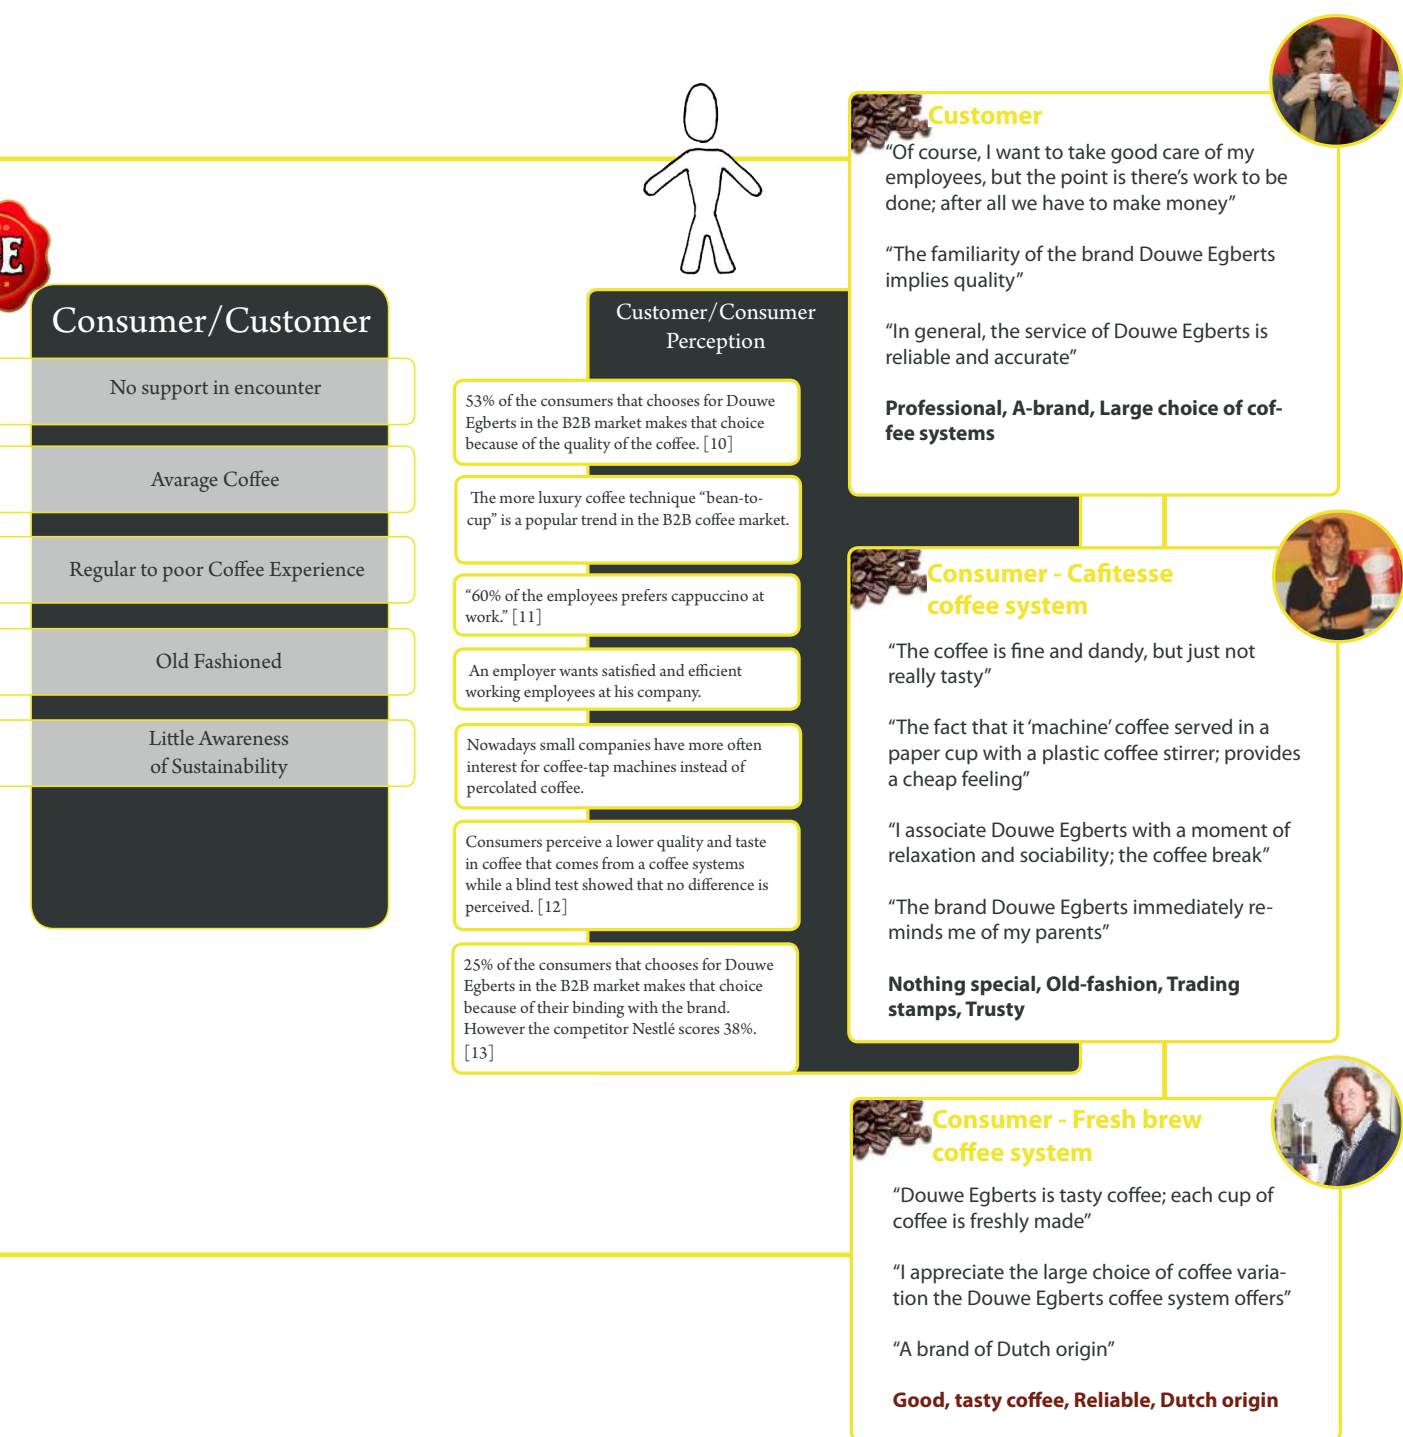 E
Consumer/Customer
No support in encounter
Avarage Coffee
Regular to poor Coffee Experience
Old Fashioned
Little Awareness
of Sustainability
Customer/Consumer
Perception
53% of the consumers that chooses for Douwe
Egberts in the B2B market makes that choice
because of the quality of the coffee. [10]
The more luxury coffee technique “bean-to-
cup” is a popular trend in the B2B coffee market.
“60% of the employees prefers cappuccino at
work.” [11]
An employer wants satisfied and efficient
working employees at his company.
Nowadays small companies have more often
interest for coffee-tap machines instead of
percolated coffee.
Consumers perceive a lower quality and taste
in coffee that comes from a coffee systems
while a blind test showed that no difference is
perceived. [12]
25% of the consumers that chooses for Douwe
Egberts in the B2B market makes that choice
because of their binding with the brand.
However the competitor Nestlé scores 38%.
[13]
Customer
“Of course, I want to take good care of my
employees, but the point is there’s work to be
done; after all we have to make money”
“The familiarity of the brand Douwe Egberts
implies quality”
“In general, the service of Douwe Egberts is
reliable and accurate”
Professional, A-brand, Large choice of cof-
fee systems
Consumer - Cafitesse
coffee system
“The coffee is fine and dandy, but just not
really tasty”
“The fact that it ‘machine’ coffee served in a
paper cup with a plastic coffee stirrer; provides
a cheap feeling”
“I associate Douwe Egberts with a moment of
relaxation and sociability; the coffee break”
“The brand Douwe Egberts immediately re-
minds me of my parents”
Nothing special, Old-fashion, Trading
stamps, Trusty
Consumer - Fresh brew
coffee system
“Douwe Egberts is tasty coffee; each cup of
coffee is freshly made”
“I appreciate the large choice of coffee varia-
tion the Douwe Egberts coffee system offers”
“A brand of Dutch origin”
Good, tasty coffee, Reliable, Dutch origin